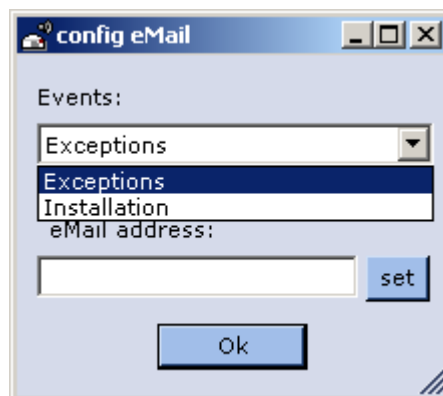 config eMail
Events:
Exceptions
Exceptions
Installation
eMail address:
set
Ok